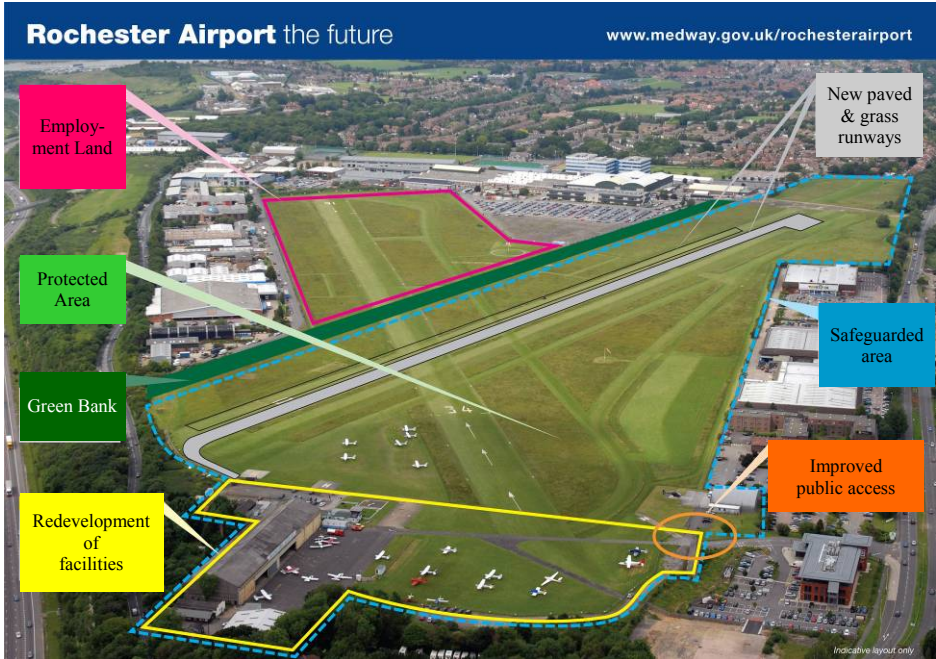 Rochester Airport the future
www.medway.gov.uk/rochesterairport
Employ-
ment Land
New paved
& grass
runways
Protected
Area
Safeguarded
area
Green Bank
34
Improved
public access
Redevelopment
of
facilities
Indicative layout only